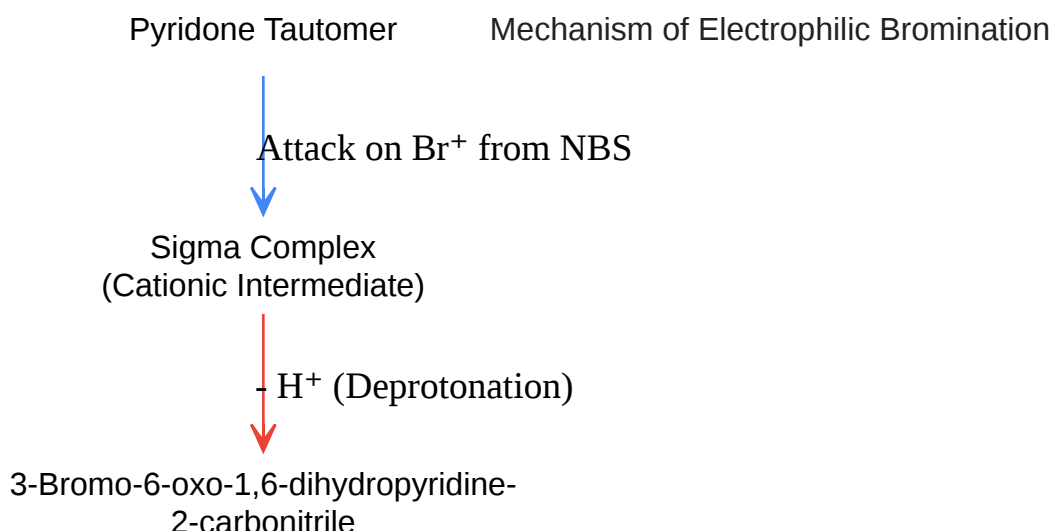 Pyridone Tautomer
Mechanism of Electrophilic Bromination
Attack on Br⁺ from NBS
Sigma Complex
(Cationic Intermediate)
- H⁺ (Deprotonation)
3-Bromo-6-oxo-1,6-dihydropyridine-
2-carbonitrile